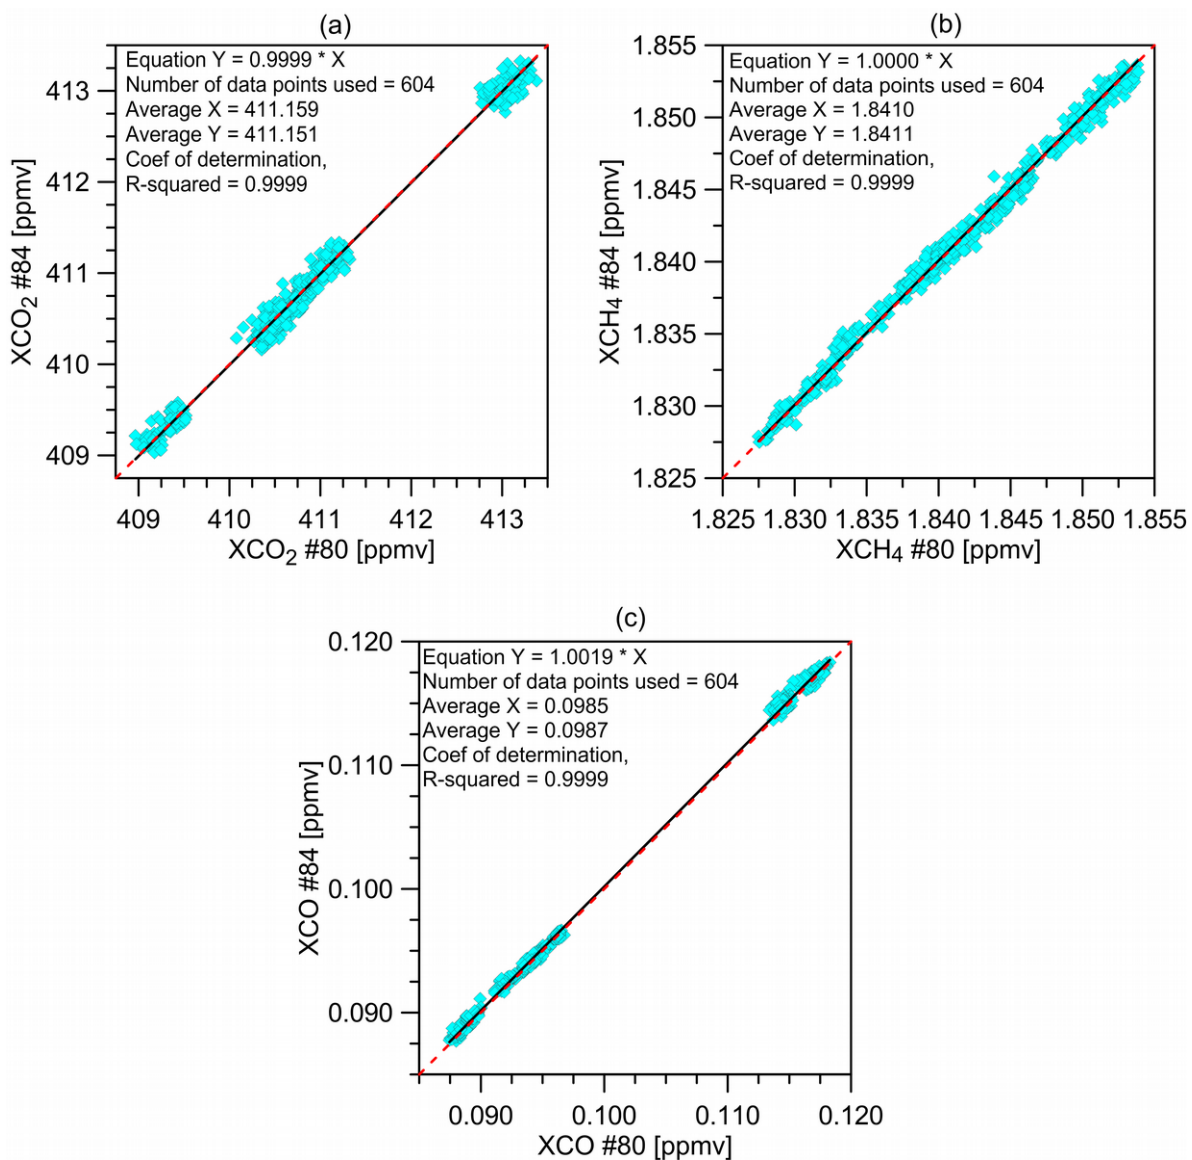 (a)
Equation Y = 0.9999 * X
Number of data points used = 604
Average X = 411.159
Average Y = 411.151
Coef of determination,
R-squared = 0.9999
413
412
411
410
409
XCO₂ #84 [ppmv]
409 410 411 412 413
XCO₂ #80 [ppmv]
(b)
Equation Y = 1.0000 * X
Number of data points used = 604
Average X = 1.8410
Average Y = 1.8411
Coef of determination,
R-squared = 0.9999
1.855
1.850
1.845
1.840
1.835
1.830
1.825
XCH₄ #84 [ppmv]
1.825 1.830 1.835 1.840 1.845 1.850 1.855
XCH₄ #80 [ppmv]
(c)
Equation Y = 1.0019 * X
Number of data points used = 604
Average X = 0.0985
Average Y = 0.0987
Coef of determination,
R-squared = 0.9999
0.120
0.110
0.100
0.090
XCO #84 [ppmv]
0.090 0.100 0.110 0.120
XCO #80 [ppmv]